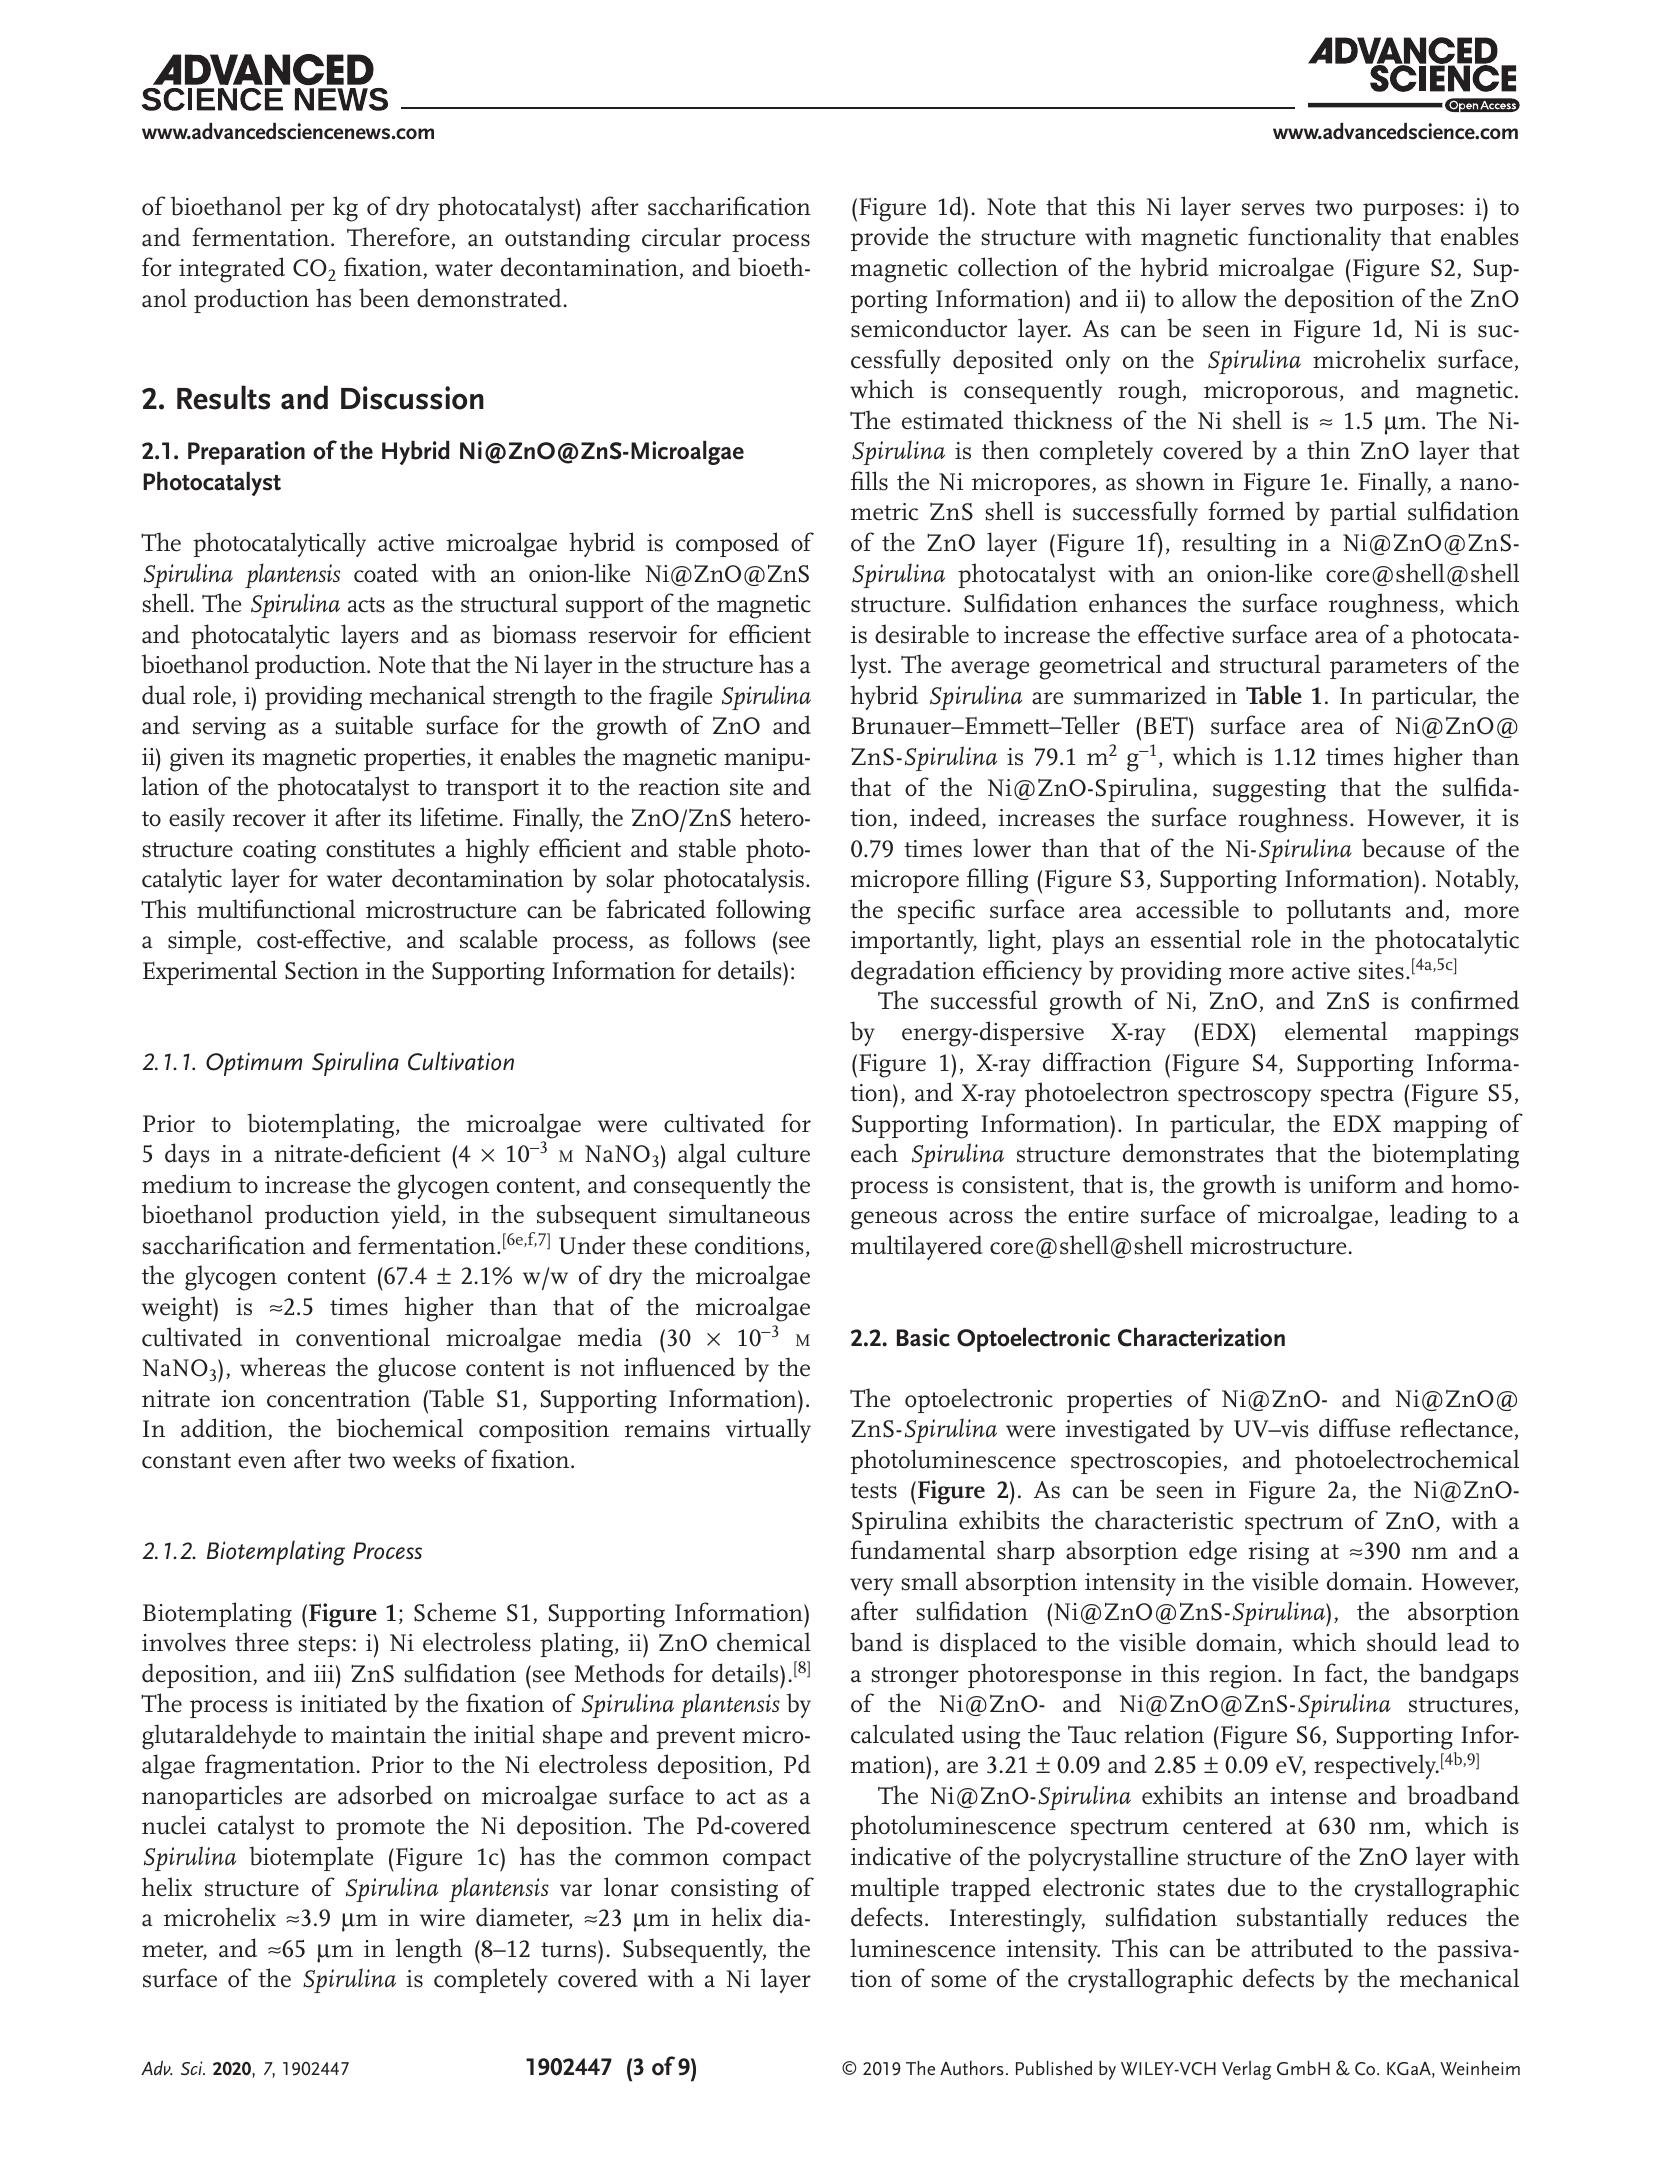 ADVANCED
SCIENCE NEWS
www.advancedsciencenews.com
ADVANCED
SCIENCE
Open Access
www.advancedscience.com
of bioethanol per kg of dry photocatalyst) after saccharification
and fermentation. Therefore, an outstanding circular process
for integrated CO₂ fixation, water decontamination, and bioeth-
anol production has been demonstrated.
2. Results and Discussion
2.1. Preparation of the Hybrid Ni@ZnO@ZnS-Microalgae
Photocatalyst
The photocatalytically active microalgae hybrid is composed of
Spirulina plantensis coated with an onion-like Ni@ZnO@ZnS
shell. The Spirulina acts as the structural support of the magnetic
and photocatalytic layers and as biomass reservoir for efficient
bioethanol production. Note that the Ni layer in the structure has a
dual role, i) providing mechanical strength to the fragile Spirulina
and serving as a suitable surface for the growth of ZnO and
ii) given its magnetic properties, it enables the magnetic manipu-
lation of the photocatalyst to transport it to the reaction site and
to easily recover it after its lifetime. Finally, the ZnO/ZnS hetero-
structure coating constitutes a highly efficient and stable photo-
catalytic layer for water decontamination by solar photocatalysis.
This multifunctional microstructure can be fabricated following
a simple, cost-effective, and scalable process, as follows (see
Experimental Section in the Supporting Information for details):
2.1.1. Optimum Spirulina Cultivation
Prior to biotemplating, the microalgae were cultivated for
5 days in a nitrate-deficient (4 × 10⁻³ M NaNO₃) algal culture
medium to increase the glycogen content, and consequently the
bioethanol production yield, in the subsequent simultaneous
saccharification and fermentation.[6e,f,7] Under these conditions,
the glycogen content (67.4 ± 2.1% w/w of dry the microalgae
weight) is ≈2.5 times higher than that of the microalgae
cultivated in conventional microalgae media (30 × 10⁻³ M
NaNO₃), whereas the glucose content is not influenced by the
nitrate ion concentration (Table S1, Supporting Information).
In addition, the biochemical composition remains virtually
constant even after two weeks of fixation.
2.1.2. Biotemplating Process
Biotemplating (Figure 1; Scheme S1, Supporting Information)
involves three steps: i) Ni electroless plating, ii) ZnO chemical
deposition, and iii) ZnS sulfidation (see Methods for details).[8]
The process is initiated by the fixation of Spirulina plantensis by
glutaraldehyde to maintain the initial shape and prevent micro-
algae fragmentation. Prior to the Ni electroless deposition, Pd
nanoparticles are adsorbed on microalgae surface to act as a
nuclei catalyst to promote the Ni deposition. The Pd-covered
Spirulina biotemplate (Figure 1c) has the common compact
helix structure of Spirulina plantensis var lonar consisting of
a microhelix ≈3.9 µm in wire diameter, ≈23 µm in helix dia-
meter, and ≈65 µm in length (8–12 turns). Subsequently, the
surface of the Spirulina is completely covered with a Ni layer
(Figure 1d). Note that this Ni layer serves two purposes: i) to
provide the structure with magnetic functionality that enables
magnetic collection of the hybrid microalgae (Figure S2, Sup-
porting Information) and ii) to allow the deposition of the ZnO
semiconductor layer. As can be seen in Figure 1d, Ni is suc-
cessfully deposited only on the Spirulina microhelix surface,
which is consequently rough, microporous, and magnetic.
The estimated thickness of the Ni shell is ≈ 1.5 µm. The Ni-
Spirulina is then completely covered by a thin ZnO layer that
fills the Ni micropores, as shown in Figure 1e. Finally, a nano-
metric ZnS shell is successfully formed by partial sulfidation
of the ZnO layer (Figure 1f), resulting in a Ni@ZnO@ZnS-
Spirulina photocatalyst with an onion-like core@shell@shell
structure. Sulfidation enhances the surface roughness, which
is desirable to increase the effective surface area of a photocata-
lyst. The average geometrical and structural parameters of the
hybrid Spirulina are summarized in Table 1. In particular, the
Brunauer–Emmett–Teller (BET) surface area of Ni@ZnO@
ZnS-Spirulina is 79.1 m² g⁻¹, which is 1.12 times higher than
that of the Ni@ZnO-Spirulina, suggesting that the sulfida-
tion, indeed, increases the surface roughness. However, it is
0.79 times lower than that of the Ni-Spirulina because of the
micropore filling (Figure S3, Supporting Information). Notably,
the specific surface area accessible to pollutants and, more
importantly, light, plays an essential role in the photocatalytic
degradation efficiency by providing more active sites.[4a,5c]
The successful growth of Ni, ZnO, and ZnS is confirmed
by energy-dispersive X-ray (EDX) elemental mappings
(Figure 1), X-ray diffraction (Figure S4, Supporting Informa-
tion), and X-ray photoelectron spectroscopy spectra (Figure S5,
Supporting Information). In particular, the EDX mapping of
each Spirulina structure demonstrates that the biotemplating
process is consistent, that is, the growth is uniform and homo-
geneous across the entire surface of microalgae, leading to a
multilayered core@shell@shell microstructure.
2.2. Basic Optoelectronic Characterization
The optoelectronic properties of Ni@ZnO- and Ni@ZnO@
ZnS-Spirulina were investigated by UV–vis diffuse reflectance,
photoluminescence spectroscopies, and photoelectrochemical
tests (Figure 2). As can be seen in Figure 2a, the Ni@ZnO-
Spirulina exhibits the characteristic spectrum of ZnO, with a
fundamental sharp absorption edge rising at ≈390 nm and a
very small absorption intensity in the visible domain. However,
after sulfidation (Ni@ZnO@ZnS-Spirulina), the absorption
band is displaced to the visible domain, which should lead to
a stronger photoresponse in this region. In fact, the bandgaps
of the Ni@ZnO- and Ni@ZnO@ZnS-Spirulina structures,
calculated using the Tauc relation (Figure S6, Supporting Infor-
mation), are 3.21 ± 0.09 and 2.85 ± 0.09 eV, respectively.[4b,9]
The Ni@ZnO-Spirulina exhibits an intense and broadband
photoluminescence spectrum centered at 630 nm, which is
indicative of the polycrystalline structure of the ZnO layer with
multiple trapped electronic states due to the crystallographic
defects. Interestingly, sulfidation substantially reduces the
luminescence intensity. This can be attributed to the passiva-
tion of some of the crystallographic defects by the mechanical
Adv. Sci. 2020, 7, 1902447
1902447 (3 of 9)
© 2019 The Authors. Published by WILEY-VCH Verlag GmbH & Co. KGaA, Weinheim